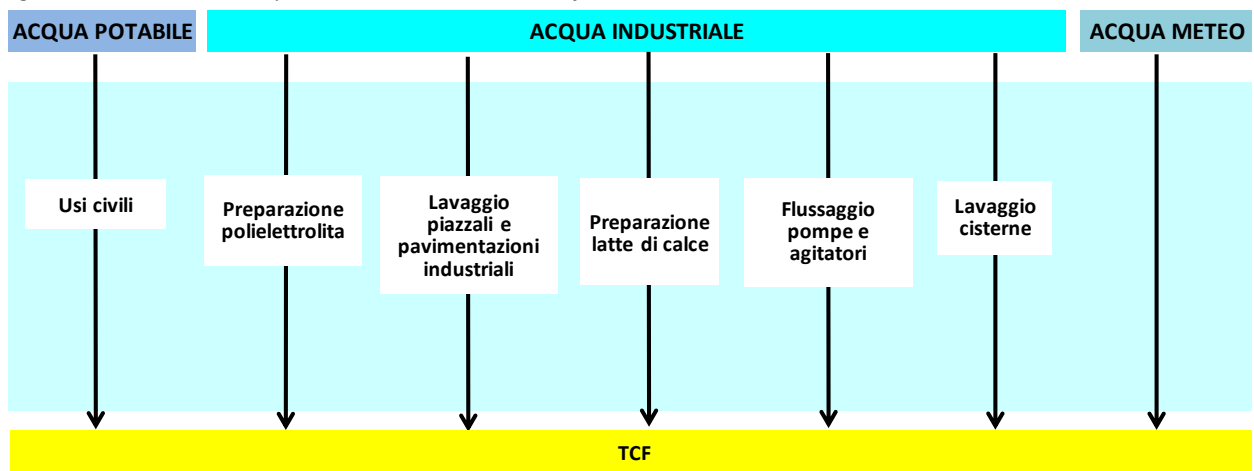 ACQUA POTABILE
ACQUA INDUSTRIALE
ACQUA METEO
Usi civili
Preparazione
polielettrolita
Lavaggio
piazzali e
pavimentazioni
industriali
Preparazione
latte di calce
Flussaggio
pompe e
agitatori
Lavaggio
cisterne
TCF